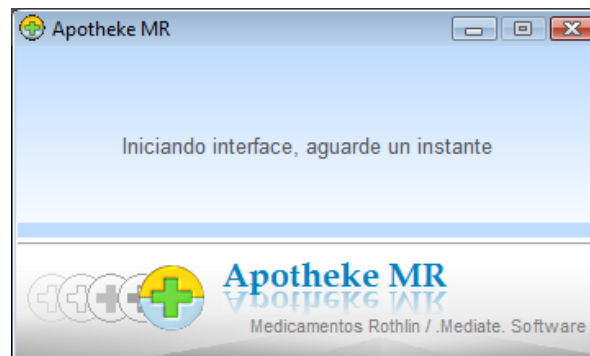 Apotheke MR
Iniciando interface, aguarde un instante
Apotheke MR
Medicamentos Rothlin / .Mediate. Software